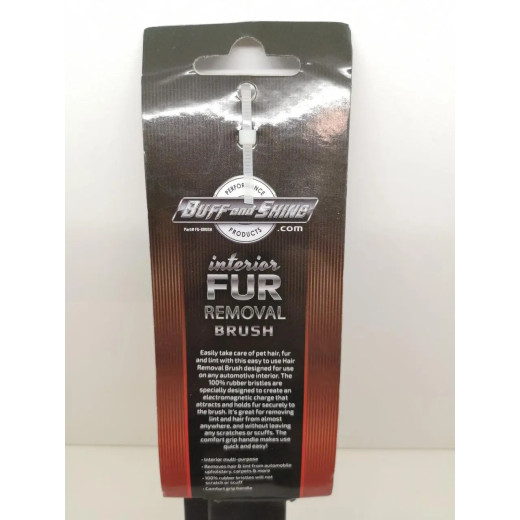 PERFORMANCE
BUFF AND SHINE
PRODUCTS
.com
interior
FUR
REMOVAL
BRUSH
Easily take care of pet hair, fur
and lint with this easy to use Hair
Removal Brush designed for use
on any automotive interior. The
100% rubber bristles are
specially designed to create an
electromagnetic charge that
attracts and holds fur securely to
the brush. It's great for removing
lint and hair from almost
anywhere, and without leaving
any scratches or scuffs. The
comfort grip handle makes use
quick and easy!
• Interior multi-purpose
• Removes hair & lint from automobile
upholstery, carpets & more
• 100% rubber bristles will not
scratch or scuff
• Comfort grip handle